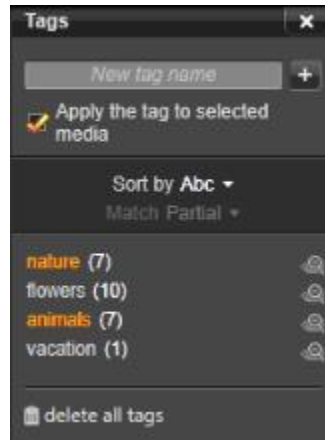 Tags
New tag name
Apply the tag to selected
media
Sort by Abc
Match Partial
nature (7)
flowers (10)
animals (7)
vacation (1)
delete all tags